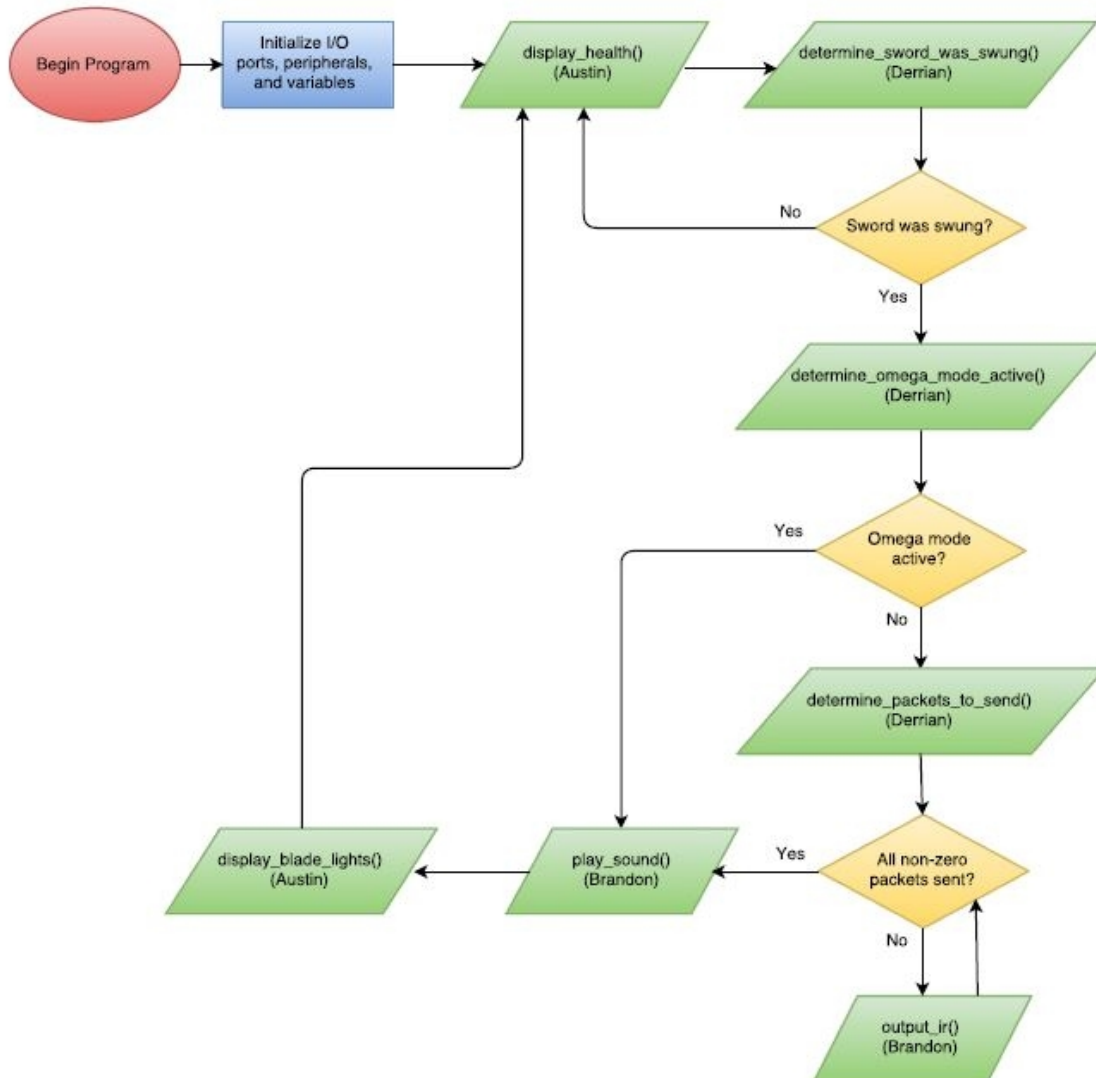 Begin Program
Initialize I/O
ports, peripherals,
and variables
display_health()
(Austin)
determine_sword_was_swung()
(Derrian)
No
Sword was swung?
Yes
determine_omega_mode_active()
(Derrian)
Yes
Omega mode
active?
No
determine_packets_to_send()
(Derrian)
display_blade_lights()
(Austin)
play_sound()
(Brandon)
Yes
All non-zero
packets sent?
No
output_ir()
(Brandon)